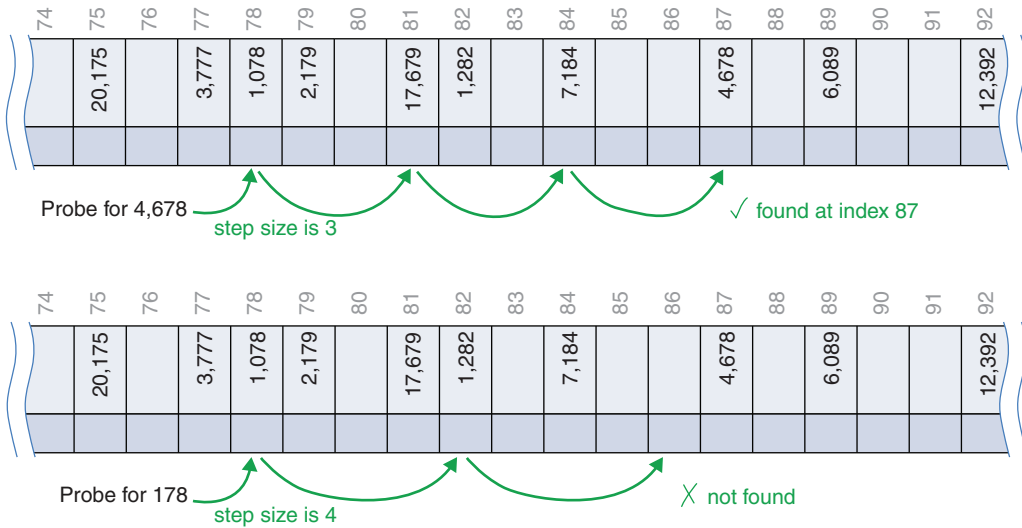 74 75 76 77 78 79 80 81 82 83 84 85 86 87 88 89 90 91 92
20,175 3,777 1,078 2,179 17,679 1,282 7,184 4,678 6,089 12,392
Probe for 4,678
step size is 3
✓ found at index 87
74 75 76 77 78 79 80 81 82 83 84 85 86 87 88 89 90 91 92
20,175 3,777 1,078 2,179 17,679 1,282 7,184 4,678 6,089 12,392
Probe for 178
step size is 4
✗ not found